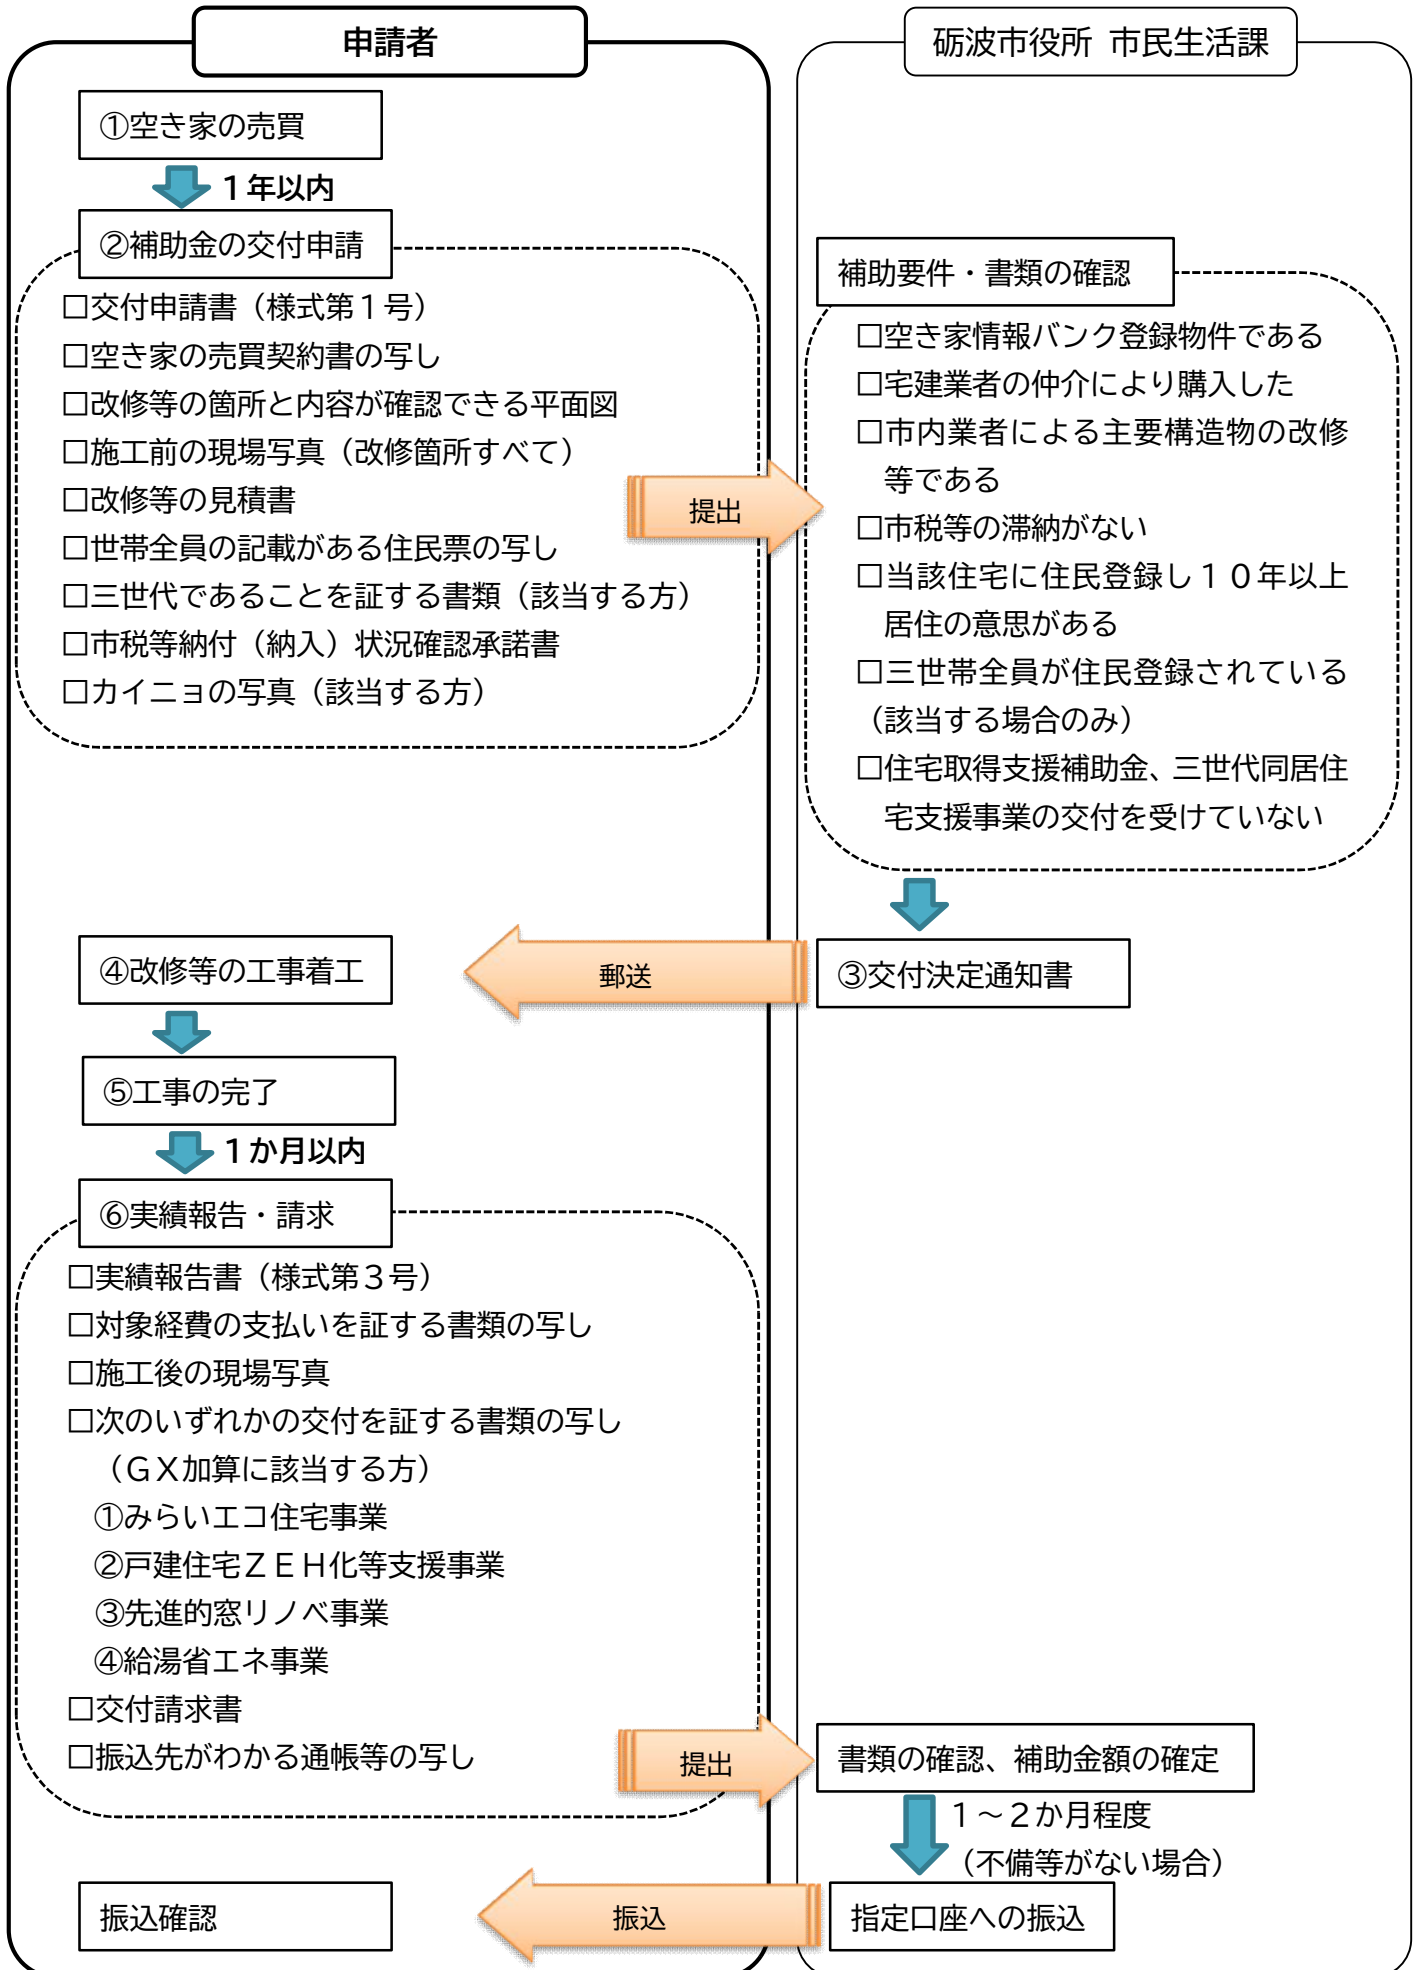 申請者
砺波市役所 市民生活課
①空き家の売買
１年以内
②補助金の交付申請
□交付申請書（様式第１号）
□空き家の売買契約書の写し
□改修等の箇所と内容が確認できる平面図
□施工前の現場写真（改修箇所すべて）
□改修等の見積書
□世帯全員の記載がある住民票の写し
□三世代であることを証する書類（該当する方）
□市税等納付（納入）状況確認承諾書
□カイニョの写真（該当する方）
提出
補助要件・書類の確認
□空き家情報バンク登録物件である
□宅建業者の仲介により購入した
□市内業者による主要構造物の改修
等である
□市税等の滞納がない
□当該住宅に住民登録し１０年以上
居住の意思がある
□三世帯全員が住民登録されている
（該当する場合のみ）
□住宅取得支援補助金、三世代同居住
宅支援事業の交付を受けていない
③交付決定通知書
郵送
④改修等の工事着工
⑤工事の完了
１か月以内
⑥実績報告・請求
□実績報告書（様式第３号）
□対象経費の支払いを証する書類の写し
□施工後の現場写真
□次のいずれかの交付を証する書類の写し
（ＧＸ加算に該当する方）
①みらいエコ住宅事業
②戸建住宅ＺＥＨ化等支援事業
③先進的窓リノベ事業
④給湯省エネ事業
□交付請求書
□振込先がわかる通帳等の写し
提出
書類の確認、補助金額の確定
１～２か月程度
（不備等がない場合）
指定口座への振込
振込
振込確認